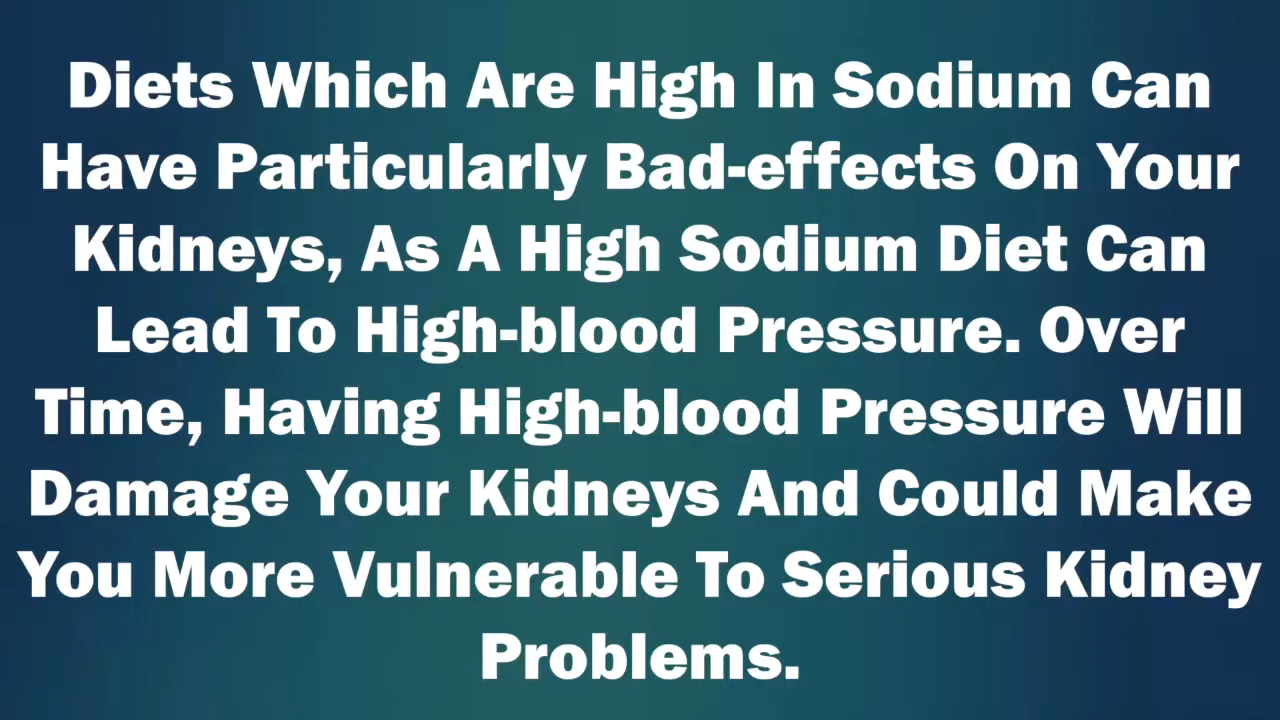 Diets Which Are High In Sodium Can
Have Particularly Bad-effects On Your
Kidneys, As A High Sodium Diet Can
Lead To High-blood Pressure. Over
Time, Having High-blood Pressure Will
Damage Your Kidneys And Could Make
You More Vulnerable To Serious Kidney
Problems.